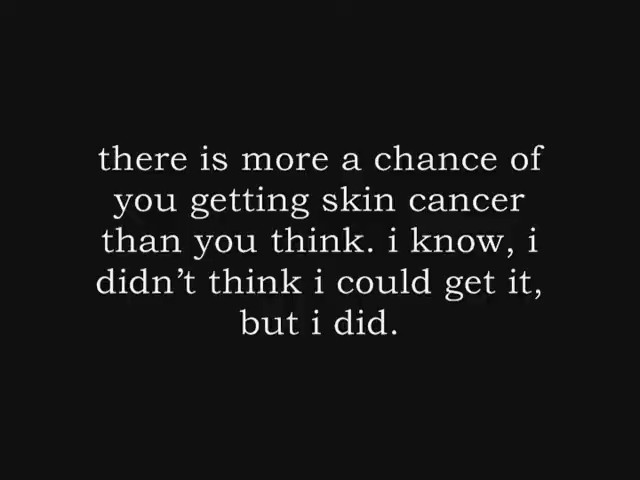 there is more a chance of
you getting skin cancer
than you think. i know, i
didn’t think i could get it,
but i did.